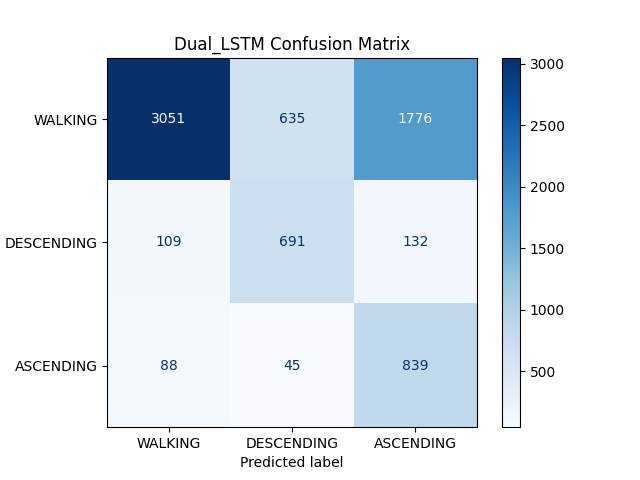 Dual_LSTM Confusion Matrix
WALKING 3051 635 1776
DESCENDING 109 691 132
ASCENDING 88 45 839
WALKING DESCENDING ASCENDING
Predicted label
3000
2500
2000
1500
1000
500